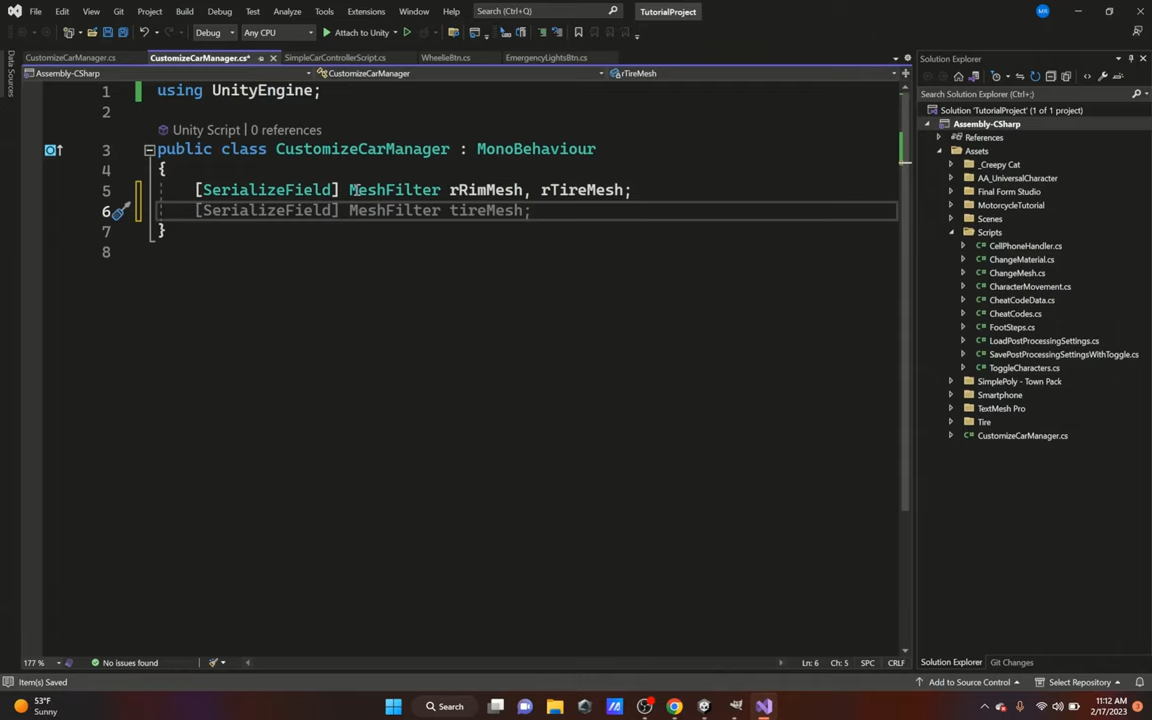 File Edit View Git Project Build Debug Test Analyze Tools Extensions Window Help Search (Ctrl+Q) TutorialProject MR
Debug Any CPU Attach to Unity
CustomizeCarManager.cs CustomizeCarManager.cs* SimpleCarControllerScript.cs WheelieBtn.cs EmergencyLightsBtn.cs
Solution Explorer
Assembly-CSharp CustomizeCarManager rTireMesh
Data Sources
1 using UnityEngine;
2
Unity Script | 0 references
3 public class CustomizeCarManager : MonoBehaviour
4 {
5 [SerializeField] MeshFilter rRimMesh, rTireMesh;
6 [SerializeField] MeshFilter tireMesh;
7 }
8
Search Solution Explorer (Ctrl+;)
Solution 'TutorialProject' (1 of 1 project)
Assembly-CSharp
References
Assets
_Creepy Cat
AA_UniversalCharacter
Final Form Studio
MotorcycleTutorial
Scenes
Scripts
CellPhoneHandler.cs
ChangeMaterial.cs
ChangeMesh.cs
CharacterMovement.cs
CheatCodeData.cs
CheatCodes.cs
FootSteps.cs
LoadPostProcessingSettings.cs
SavePostProcessingSettingsWithToggle.cs
ToggleCharacters.cs
SimplePoly - Town Pack
Smartphone
TextMesh Pro
Tire
CustomizeCarManager.cs
177 % No issues found Ln: 6 Ch: 5 SPC CRLF
Solution Explorer Git Changes
Item(s) Saved Add to Source Control Select Repository
53°F
Sunny
Search
11:12 AM
2/17/2023
3